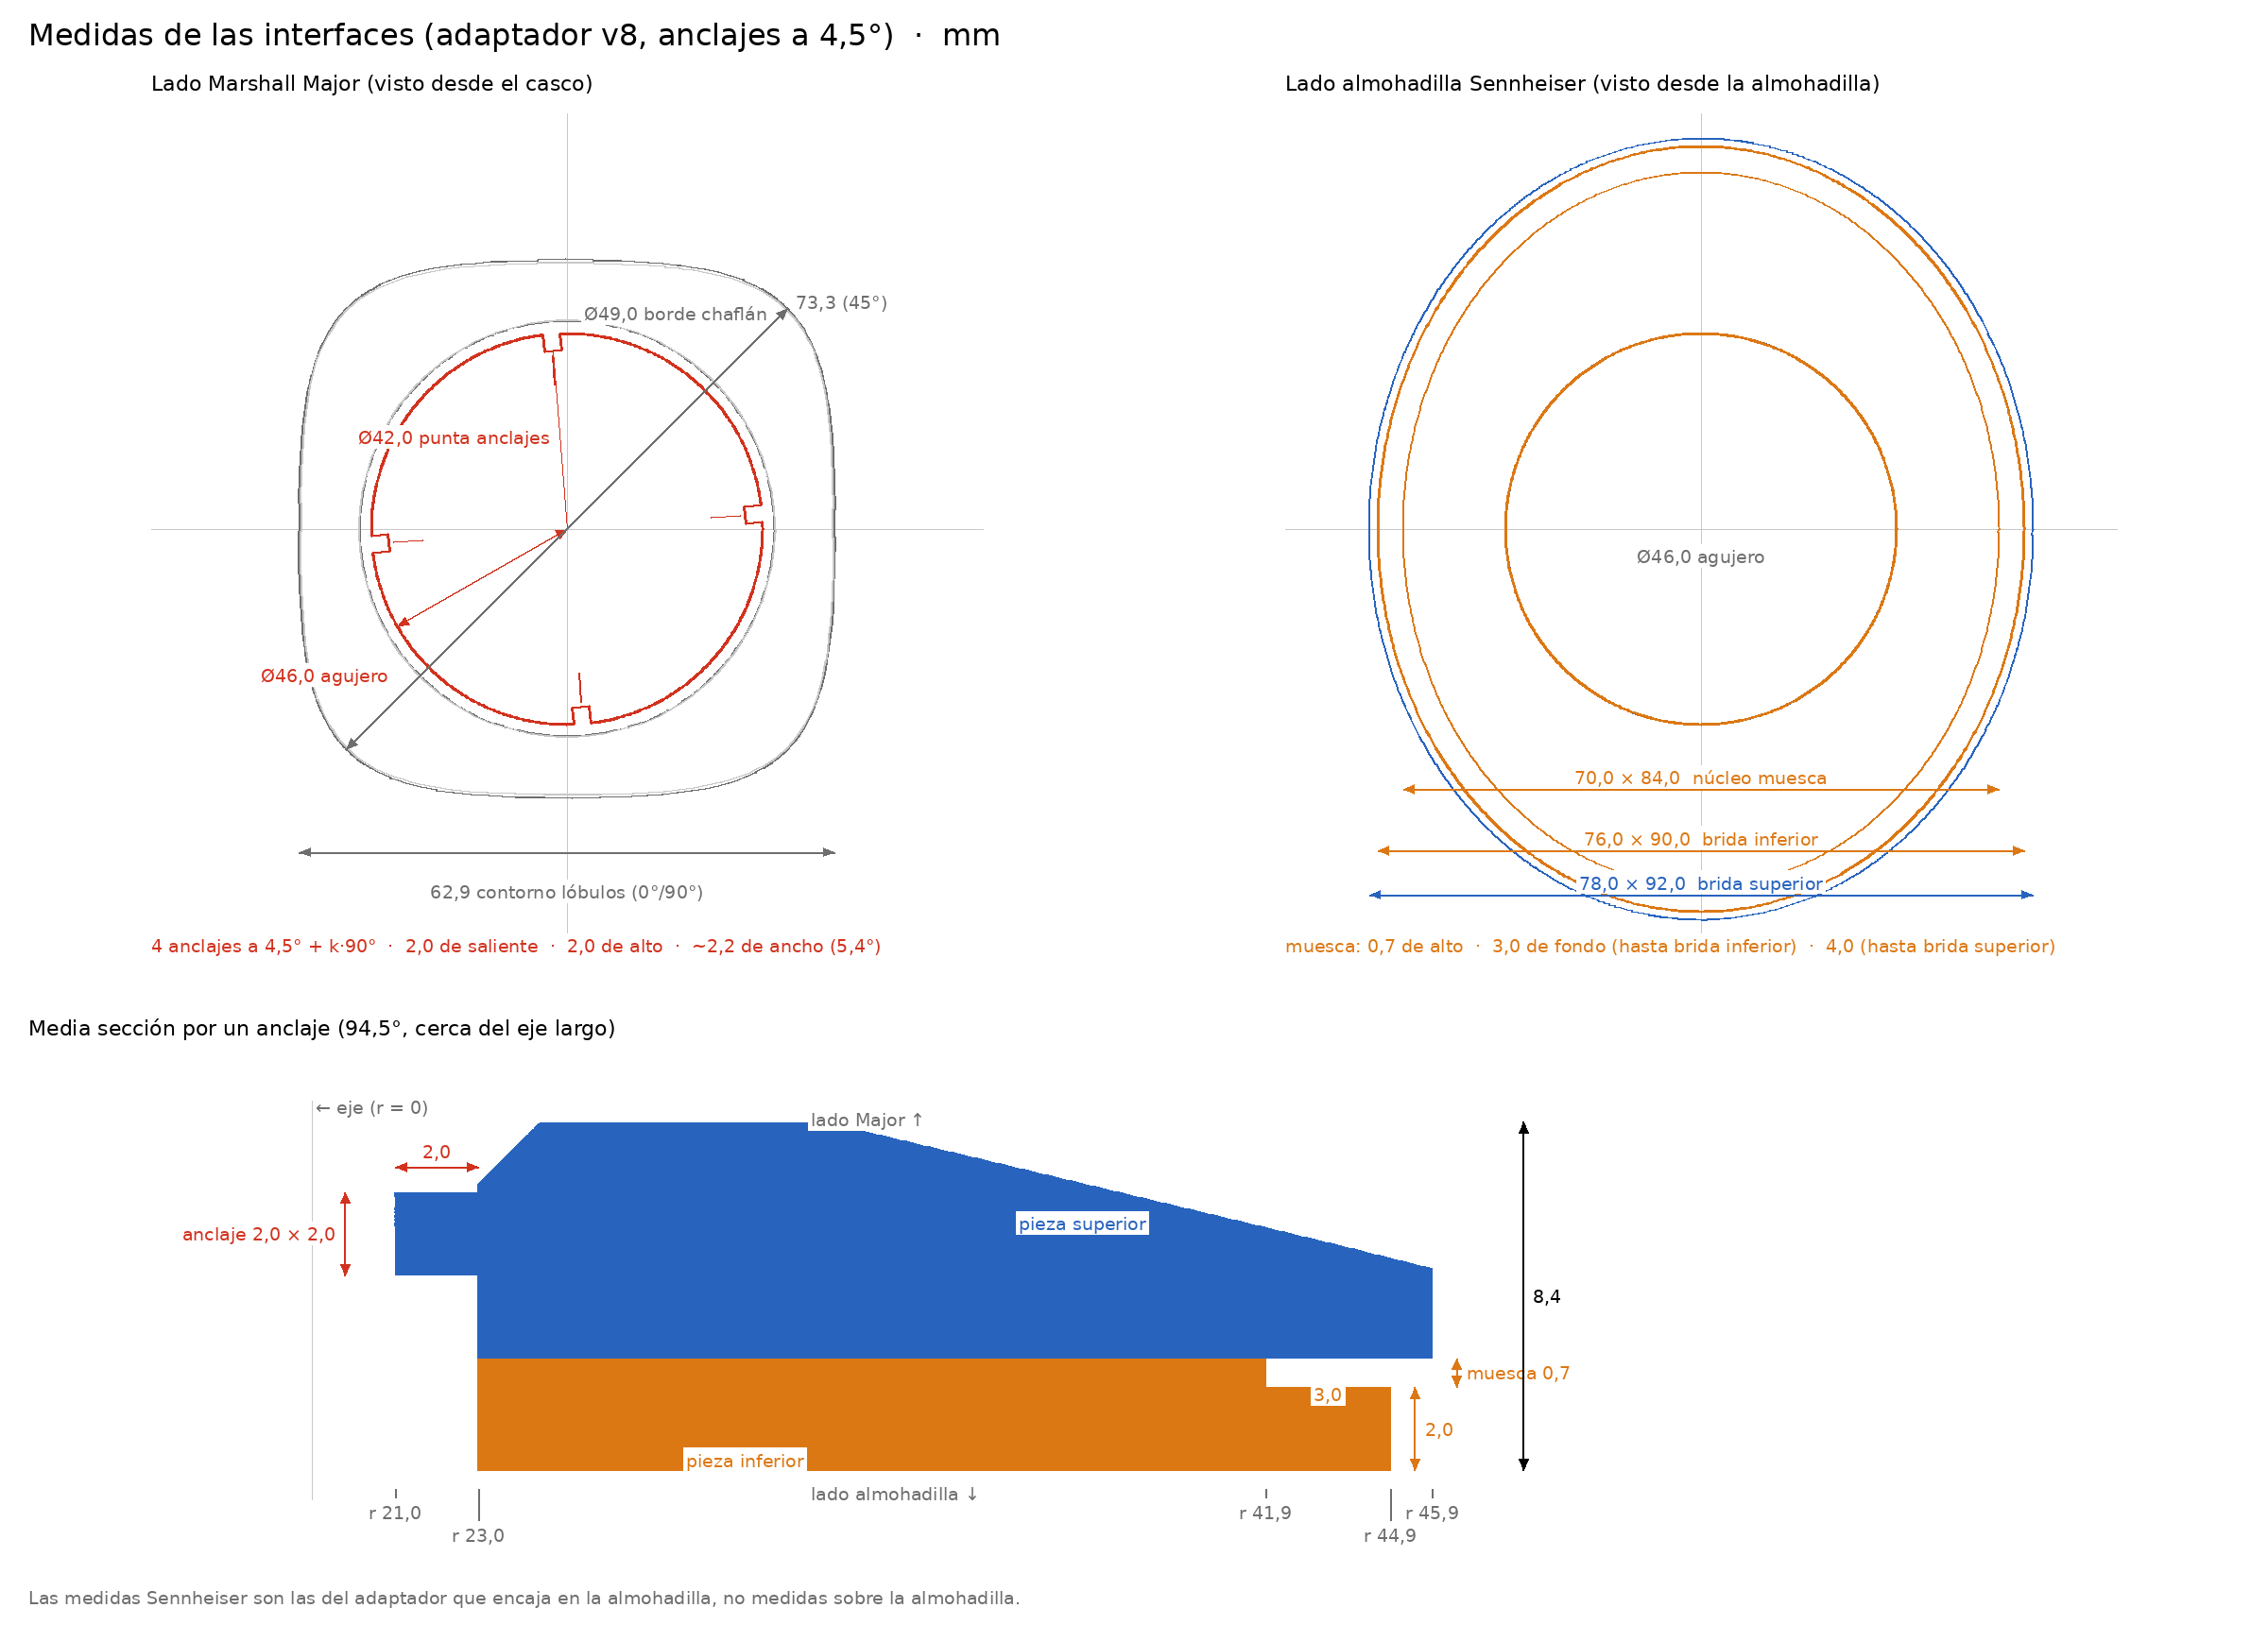 Medidas de las interfaces (adaptador v8, anclajes a 4,5°)  ·  mm
Lado Marshall Major (visto desde el casco)
Ø49,0 borde chaflán
73,3 (45°)
Ø42,0 punta anclajes
Ø46,0 agujero
62,9 contorno lóbulos (0°/90°)
4 anclajes a 4,5° + k·90°  ·  2,0 de saliente  ·  2,0 de alto  ·  ~2,2 de ancho (5,4°)
Lado almohadilla Sennheiser (visto desde la almohadilla)
Ø46,0 agujero
70,0 × 84,0  núcleo muesca
76,0 × 90,0  brida inferior
78,0 × 92,0  brida superior
muesca: 0,7 de alto  ·  3,0 de fondo (hasta brida inferior)  ·  4,0 (hasta brida superior)
Media sección por un anclaje (94,5°, cerca del eje largo)
← eje (r = 0)
lado Major ↑
2,0
anclaje 2,0 × 2,0
pieza superior
8,4
muesca 0,7
3,0
2,0
pieza inferior
lado almohadilla ↓
r 21,0
r 23,0
r 41,9
r 44,9
r 45,9
Las medidas Sennheiser son las del adaptador que encaja en la almohadilla, no medidas sobre la almohadilla.